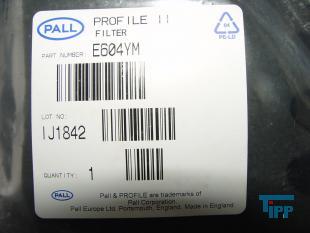 PALL
PROFILE II
FILTER
PART NUMBER: E604YM
04
PE-LD
LOT NO:
IJ1842
QUANTITY: 1
PALL
Pall & PROFILE are trademarks of
Pall Corporation.
Pall Europe Ltd. Portsmouth, England. Made in England.
TIPP